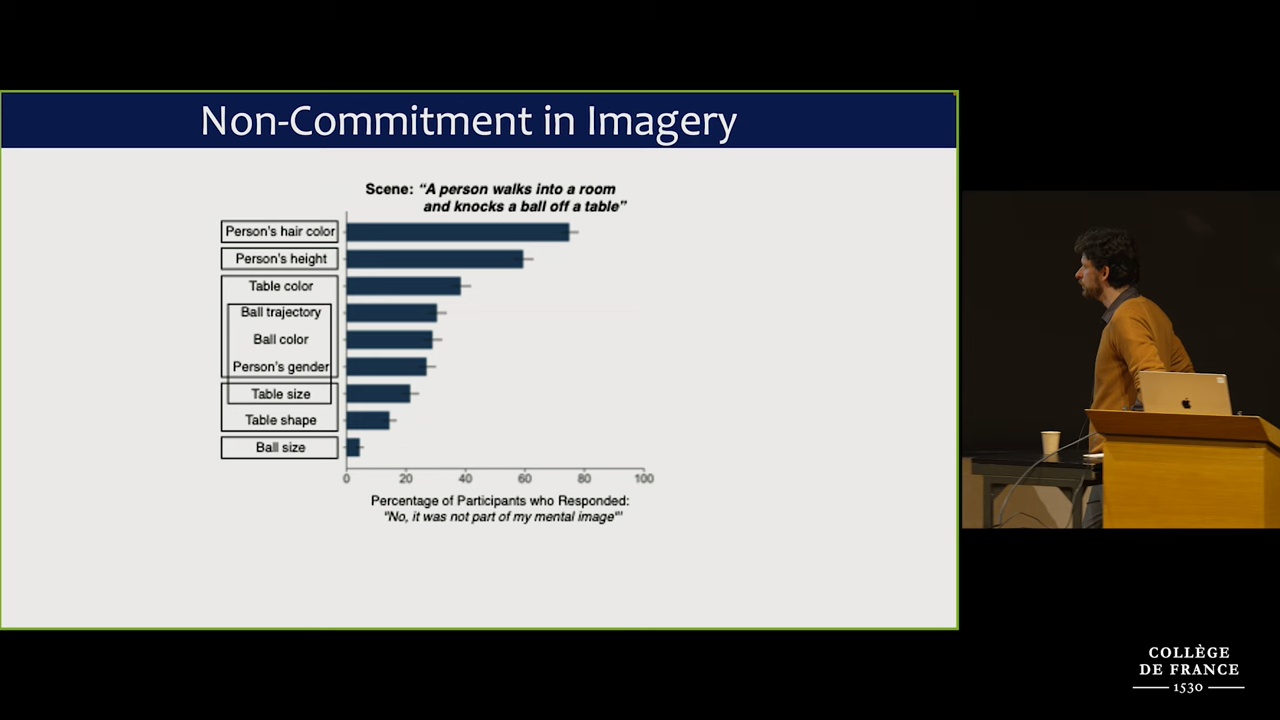 Non-Commitment in Imagery
Scene: “A person walks into a room
and knocks a ball off a table”
Person's hair color
Person's height
Table color
Ball trajectory
Ball color
Person's gender
Table size
Table shape
Ball size
0 20 40 60 80 100
Percentage of Participants who Responded:
"No, it was not part of my mental image"'
COLLÈGE
DE FRANCE
1530